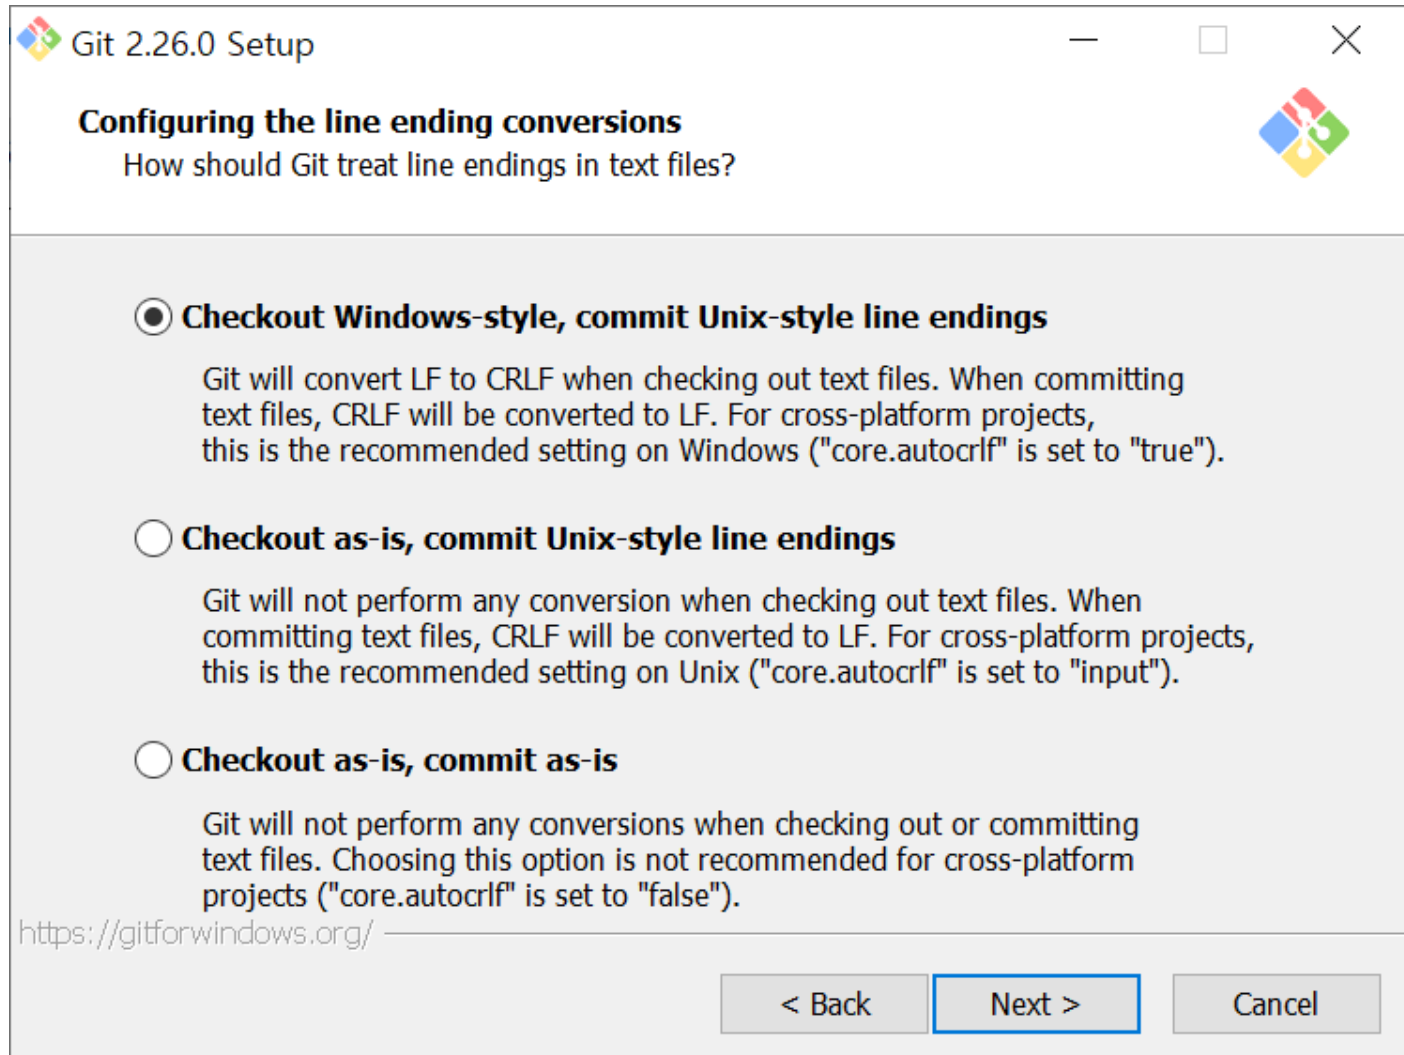 Git 2.26.0 Setup
Configuring the line ending conversions
How should Git treat line endings in text files?
Checkout Windows-style, commit Unix-style line endings
Git will convert LF to CRLF when checking out text files. When committing
text files, CRLF will be converted to LF. For cross-platform projects,
this is the recommended setting on Windows ("core.autocrlf" is set to "true").
Checkout as-is, commit Unix-style line endings
Git will not perform any conversion when checking out text files. When
committing text files, CRLF will be converted to LF. For cross-platform projects,
this is the recommended setting on Unix ("core.autocrlf" is set to "input").
Checkout as-is, commit as-is
Git will not perform any conversions when checking out or committing
text files. Choosing this option is not recommended for cross-platform
projects ("core.autocrlf" is set to "false").
https://gitforwindows.org/
< Back
Next >
Cancel